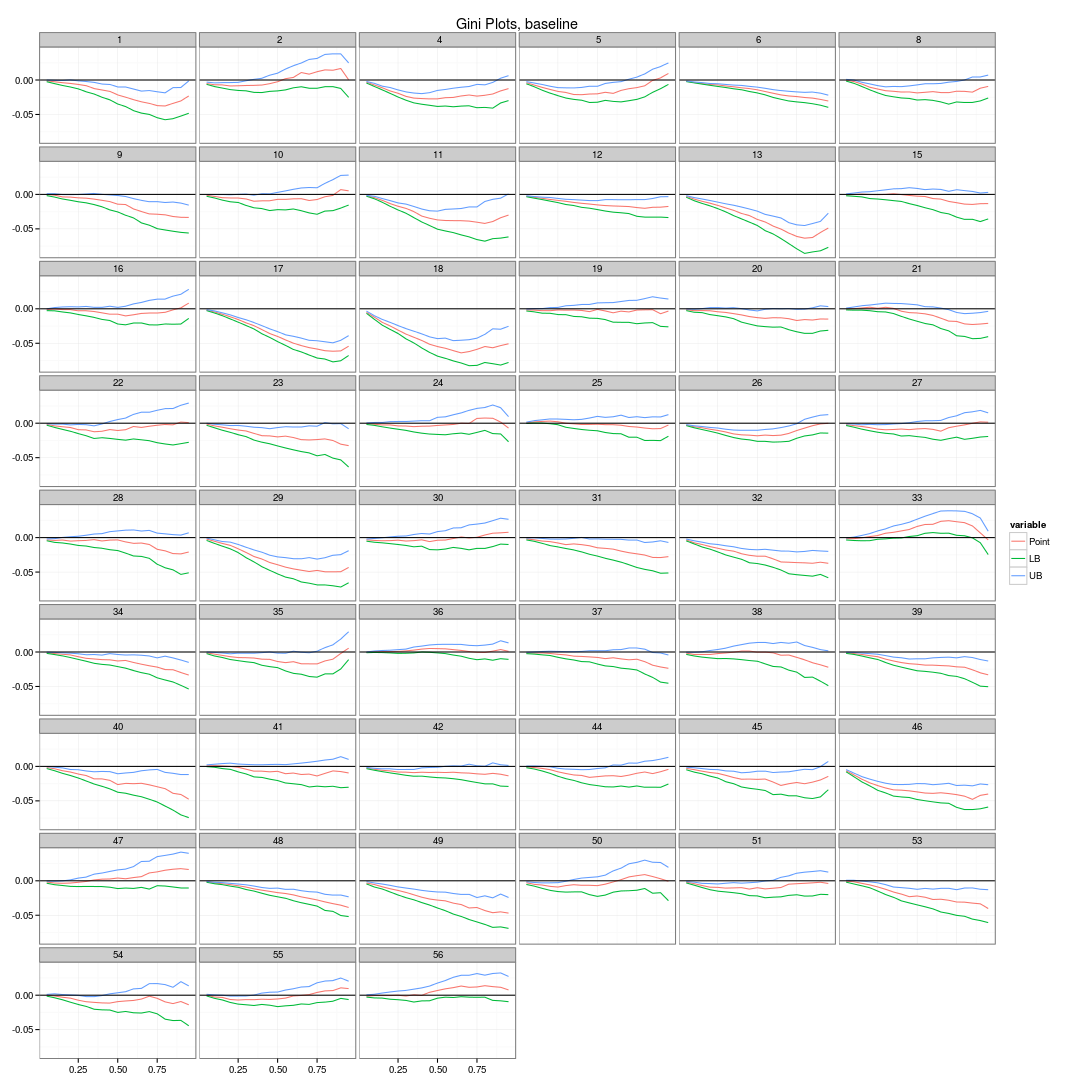 Gini Plots, baseline
1 2 4 5 6 8
0.00
-0.05
9 10 11 12 13 15
0.00
-0.05
16 17 18 19 20 21
0.00
-0.05
22 23 24 25 26 27
0.00
-0.05
28 29 30 31 32 33
0.00
-0.05
34 35 36 37 38 39
0.00
-0.05
40 41 42 44 45 46
0.00
-0.05
47 48 49 50 51 53
0.00
-0.05
54 55 56
0.00
-0.05
0.25 0.50 0.75 0.25 0.50 0.75 0.25 0.50 0.75
variable
Point
LB
UB